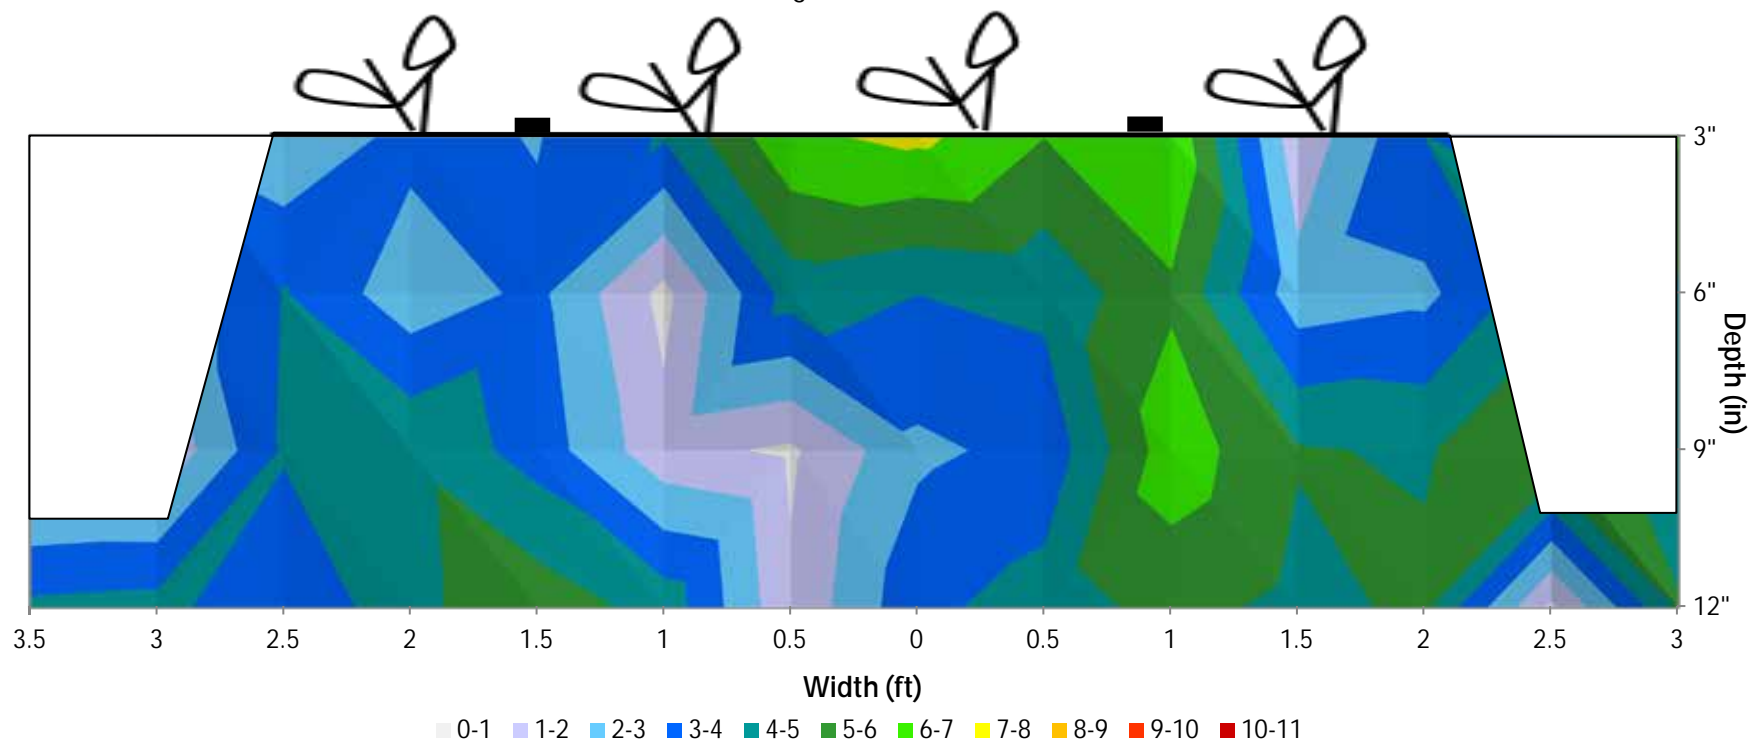 3"
6"
9"
12"
Depth (in)
3.5 3 2.5 2 1.5 1 0.5 0 0.5 1 1.5 2 2.5 3
Width (ft)
0-1 1-2 2-3 3-4 4-5 5-6 6-7 7-8 8-9 9-10 10-11